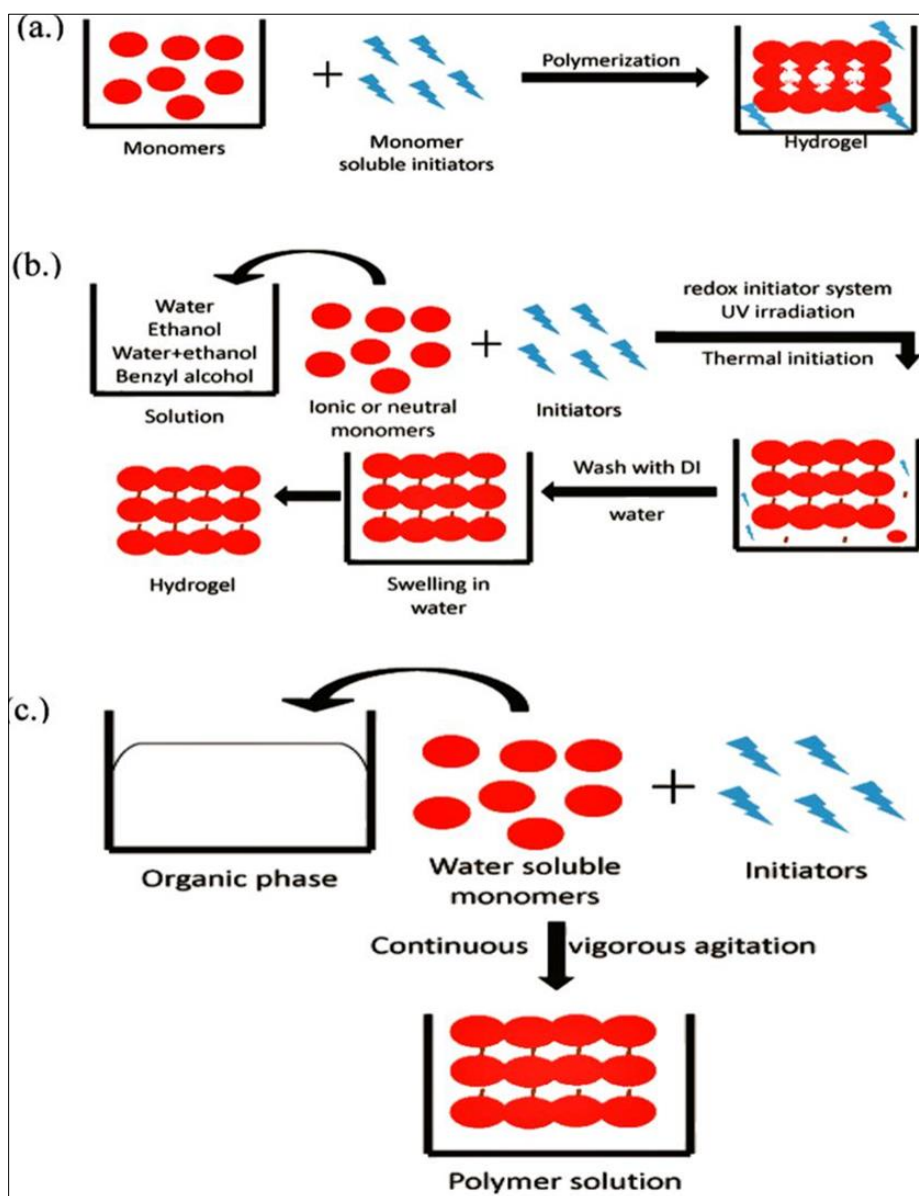 (a.)
Monomers
+
Monomer
soluble initiators
Polymerization
Hydrogel
(b.)
Water
Ethanol
Water+ethanol
Benzyl alcohol
Solution
Ionic or neutral
monomers
+
Initiators
redox initiator system
UV irradiation
Thermal initiation
Wash with DI
water
Swelling in
water
Hydrogel
(c.)
Organic phase
Water soluble
monomers
+
Initiators
Continuous vigorous agitation
Polymer solution